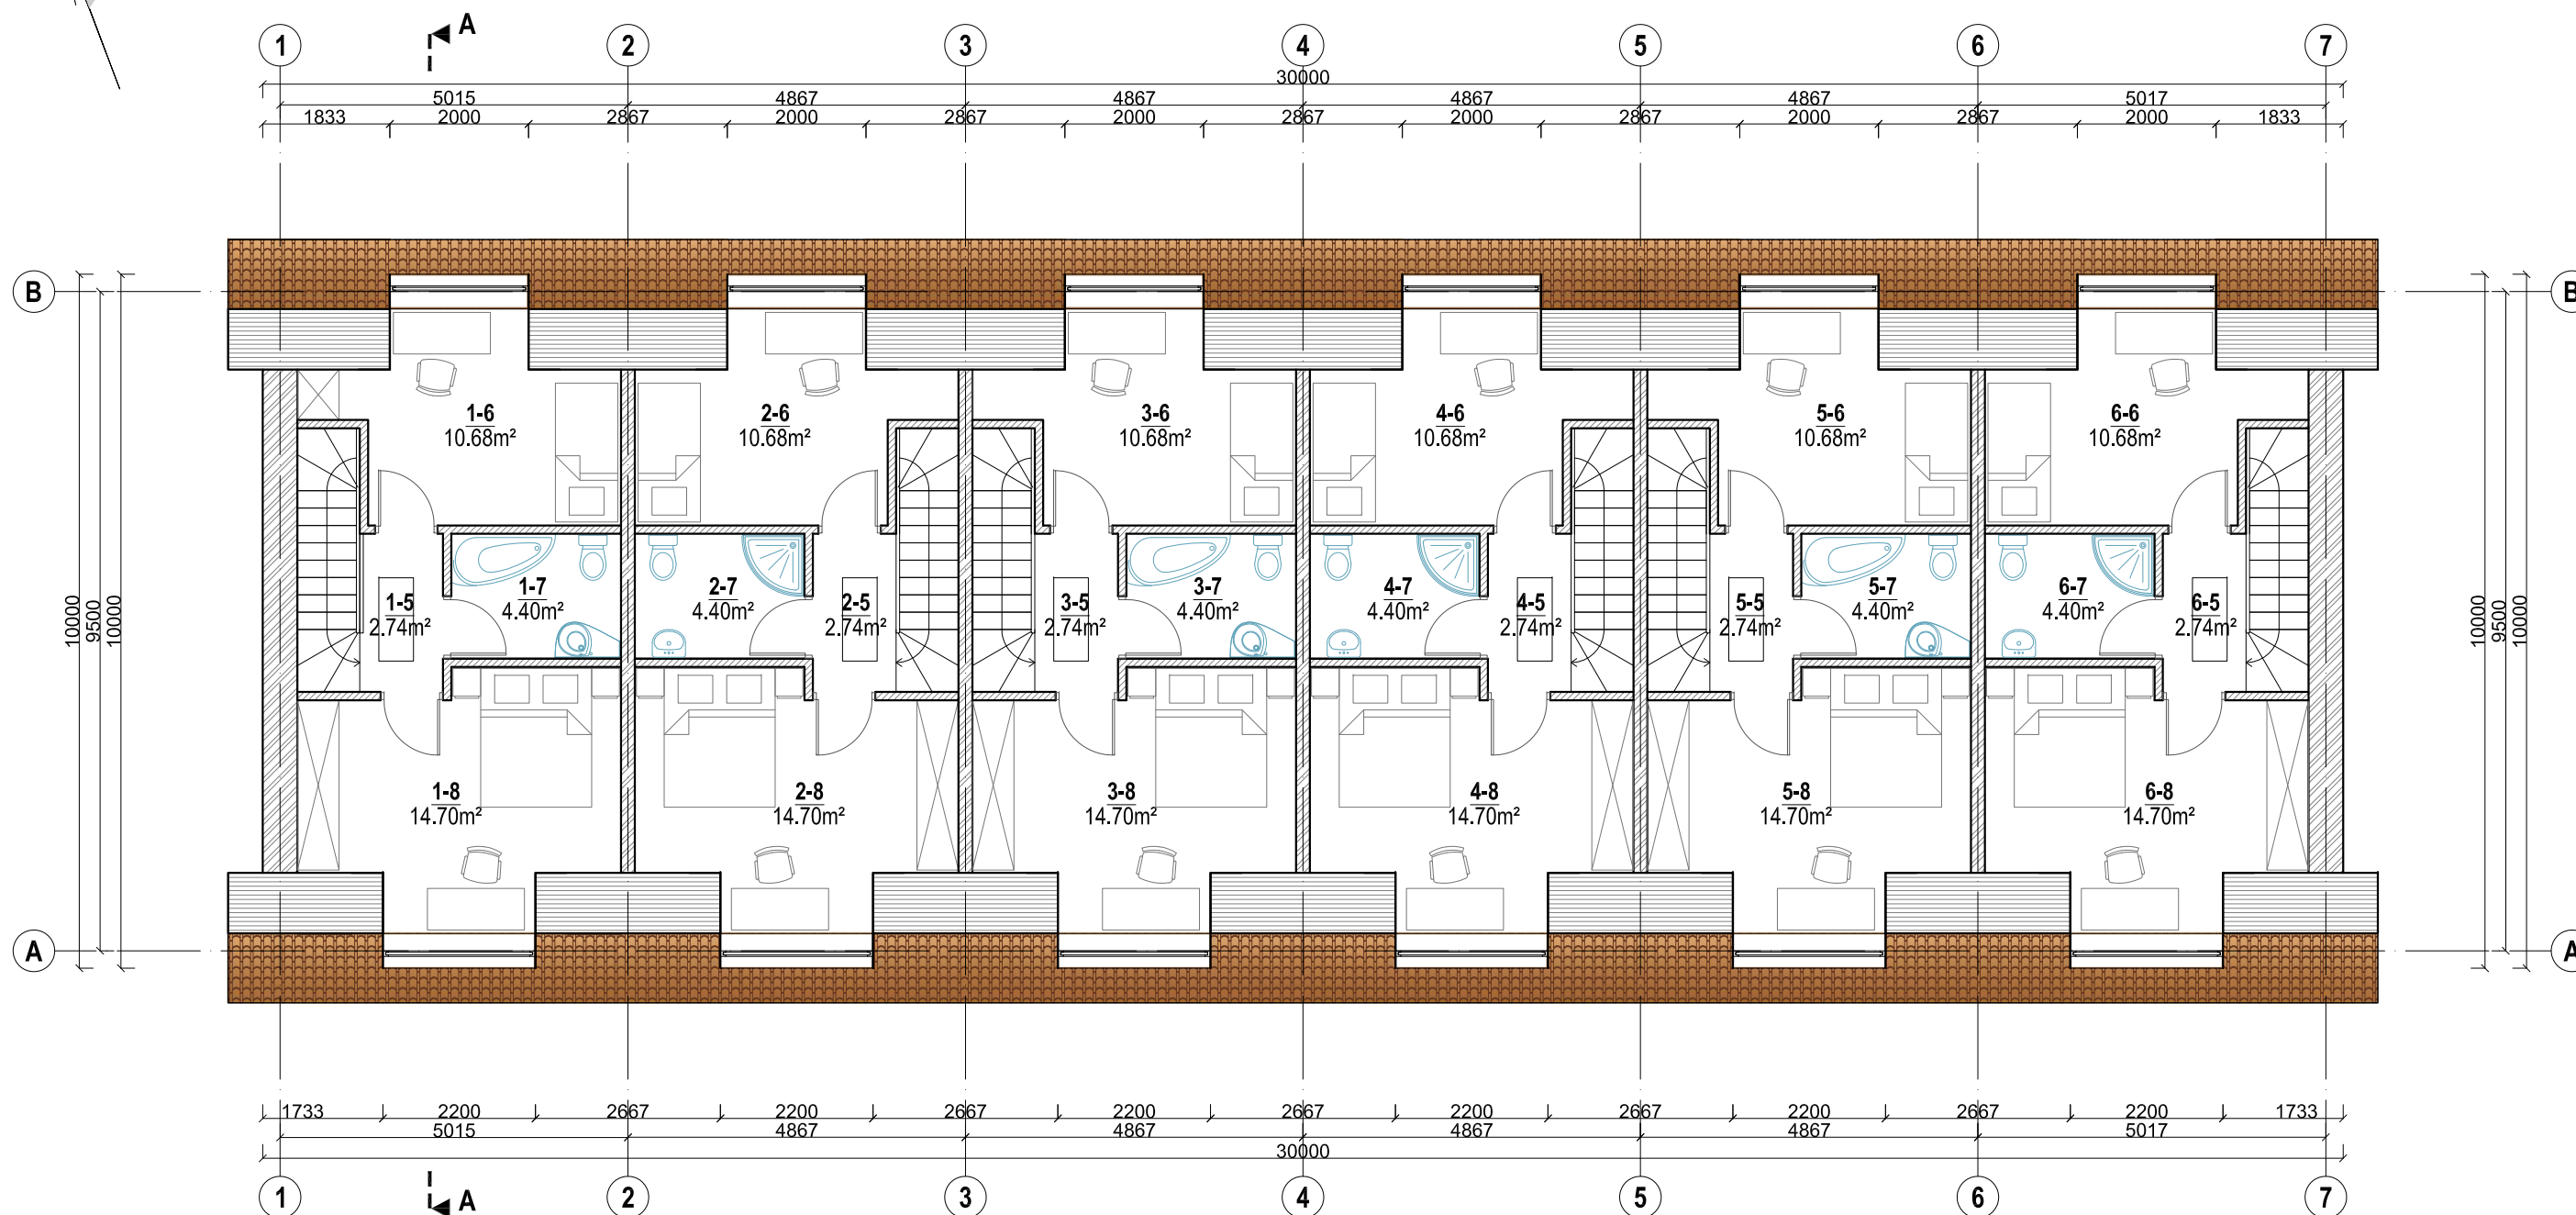 A
1 2 3 4 5 6 7
30000
5015 4867 4867 4867 4867 5017
1833 2000 2867 2000 2867 2000 2867 2000 2867 2000 2867 2000 1833
B B
1-6 2-6 3-6 4-6 5-6 6-6
10.68m² 10.68m² 10.68m² 10.68m² 10.68m² 10.68m²
1-7 2-7 3-7 4-7 5-7 6-7
4.40m² 4.40m² 4.40m² 4.40m² 4.40m² 4.40m²
1-5 2-5 3-5 4-5 5-5 6-5
2.74m² 2.74m² 2.74m² 2.74m² 2.74m² 2.74m²
10000 9500 10000 10000 9500 10000
1-8 2-8 3-8 4-8 5-8 6-8
14.70m² 14.70m² 14.70m² 14.70m² 14.70m² 14.70m²
A A
1733 2200 2667 2200 2667 2200 2667 2200 2667 2200 2667 2200 1733
5015 4867 4867 4867 4867 5017
30000
1 2 3 4 5 6 7
A